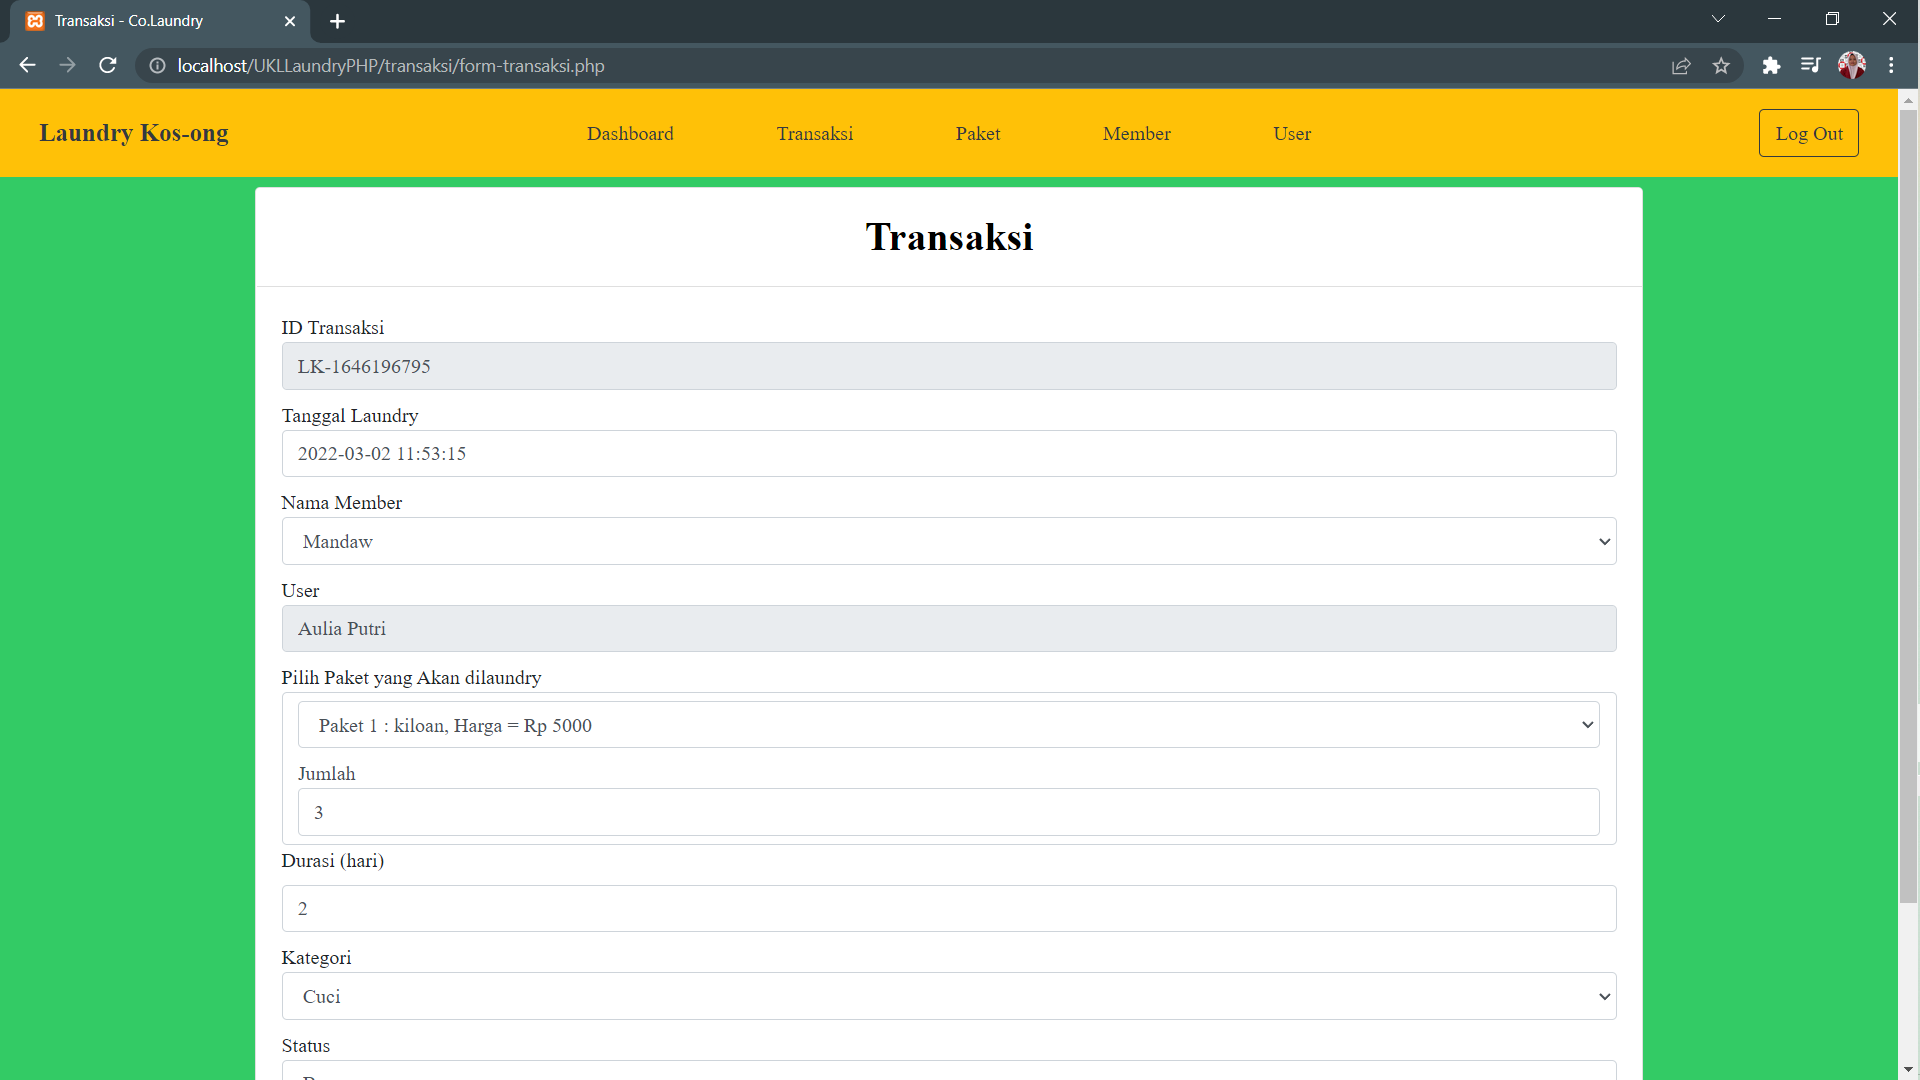 Transaksi - Co.Laundry
localhost/UKLLaundryPHP/transaksi/form-transaksi.php
Laundry Kos-ong
Dashboard
Transaksi
Paket
Member
User
Log Out
Transaksi
ID Transaksi
LK-1646196795
Tanggal Laundry
2022-03-02 11:53:15
Nama Member
Mandaw
User
Aulia Putri
Pilih Paket yang Akan dilaundry
Paket 1 : kiloan, Harga = Rp 5000
Jumlah
3
Durasi (hari)
2
Kategori
Cuci
Status